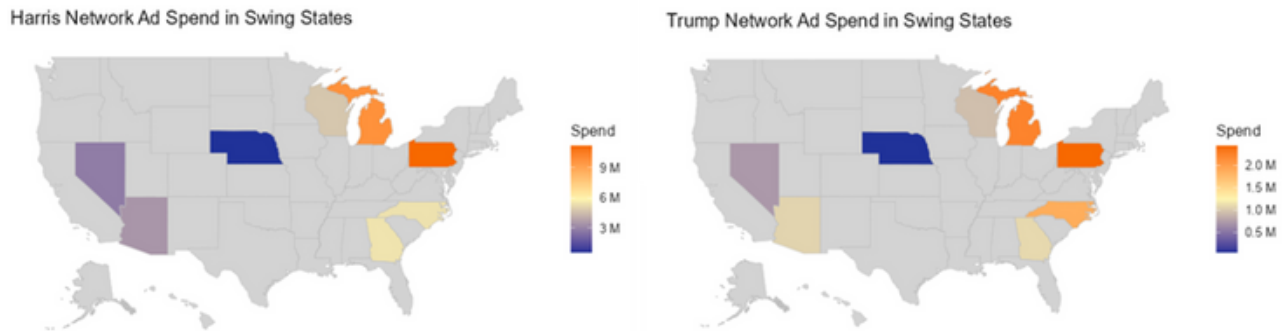 Harris Network Ad Spend in Swing States
Spend
9 M
6 M
3 M
Trump Network Ad Spend in Swing States
Spend
2.0 M
1.5 M
1.0 M
0.5 M